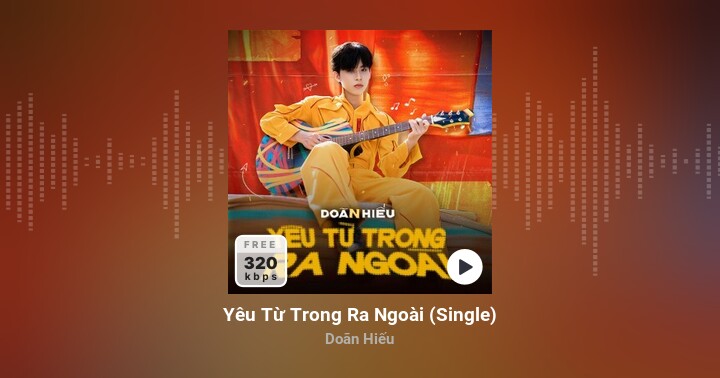 DOÃN HIẾU
YÊU TỪ TRONG
RA NGOÀI
FREE
320
kbps
Yêu Từ Trong Ra Ngoài (Single)
Doãn Hiếu